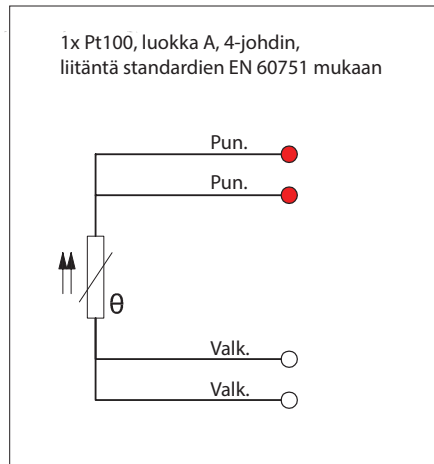 1x Pt100, luokka A, 4-johdin,
liitäntä standardien EN 60751 mukaan
Pun.
Pun.
θ
Valk.
Valk.